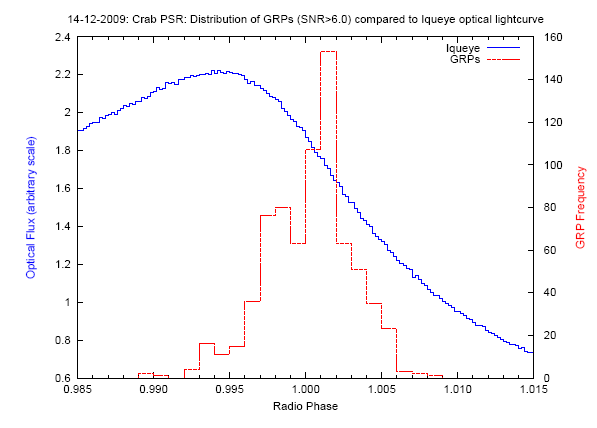 14-12-2009: Crab PSR: Distribution of GRPs (SNR>6.0) compared to Iqueye optical lightcurve
Iqueye
GRPs
Optical Flux (arbitrary scale)
2.4
2.2
2
1.8
1.6
1.4
1.2
1
0.8
0.6
160
140
120
100
80
60
40
20
0
GRP Frequency
0.985 0.990 0.995 1.000 1.005 1.010 1.015
Radio Phase